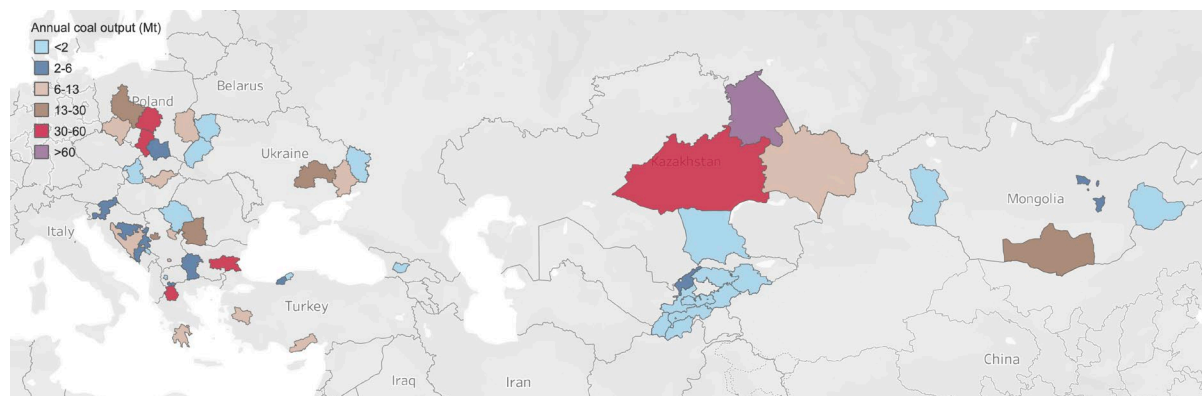 Annual coal output (Mt)
<2
2-6
6-13
13-30
30-60
>60
Poland
Belarus
Ukraine
Kazakhstan
Mongolia
Italy
Turkey
Iraq
Iran
China